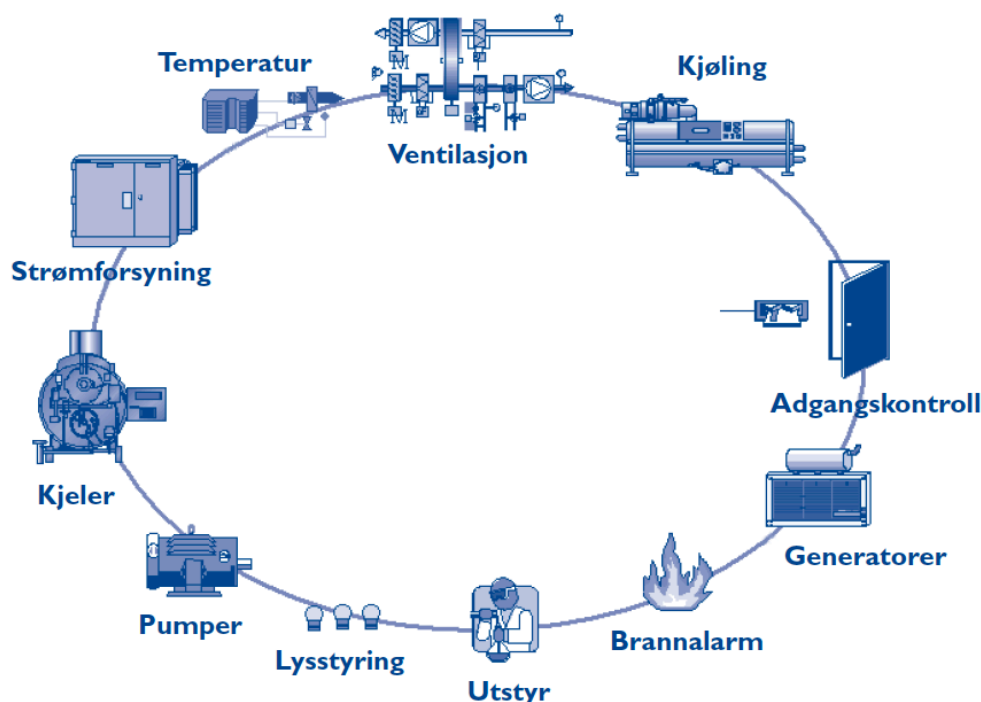 Temperatur
Ventilasjon
Kjøling
Strømforsyning
Adgangskontroll
Kjeler
Generatorer
Pumper
Lysstyring
Utstyr
Brannalarm
M
M